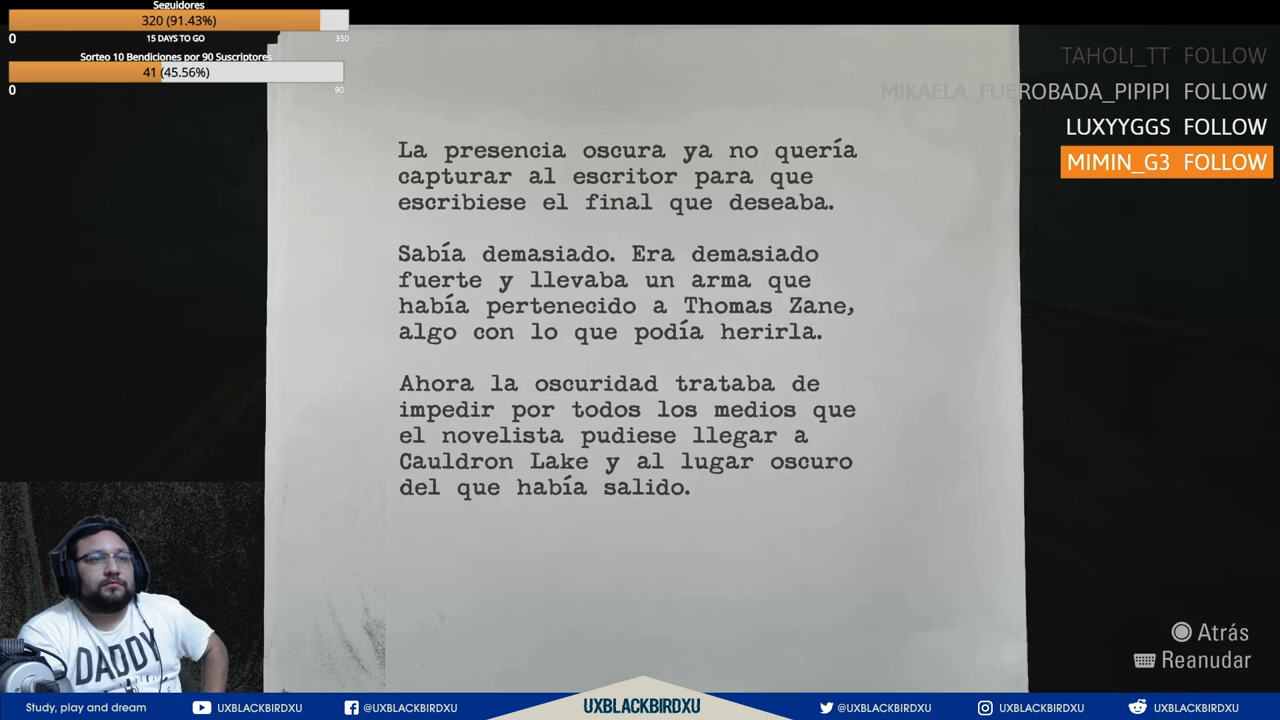 Seguidores
320 (91.43%)
0 15 DAYS TO GO 350
Sorteo 10 Bendiciones por 90 Suscriptores
41 (45.56%)
0 90
TAHOLI_TT FOLLOW
MIKAELA_FUEROBADA_PIPIPI FOLLOW
LUXYYGGS FOLLOW
MIMIN_G3 FOLLOW
La presencia oscura ya no quería
capturar al escritor para que
escribiese el final que deseaba.
Sabía demasiado. Era demasiado
fuerte y llevaba un arma que
había pertenecido a Thomas Zane,
algo con lo que podía herirla.
Ahora la oscuridad trataba de
impedir por todos los medios que
el novelista pudiese llegar a
Cauldron Lake y al lugar oscuro
del que había salido.
DADDY
Atrás
Reanudar
Study, play and dream
UXBLACKBIRDXU
@UXBLACKBIRDXU
UXBLACKBIRDXU
@UXBLACKBIRDXU
UXBLACKBIRDXU
UXBLACKBIRDXU